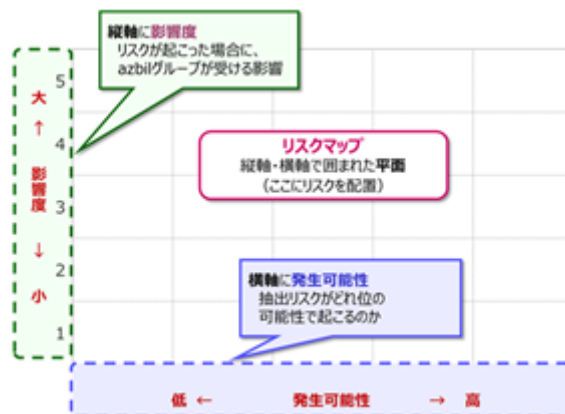 縦軸に影響度
リスクが起こった場合に、
azbilグループが受ける影響
大 ↑ 影響度 ↓ 小
5
4
3
2
1
リスクマップ
縦軸・横軸で囲まれた平面
（ここにリスクを配置）
横軸に発生可能性
抽出リスクがどれ位の
可能性で起こるのか
低 ← 発生可能性 → 高